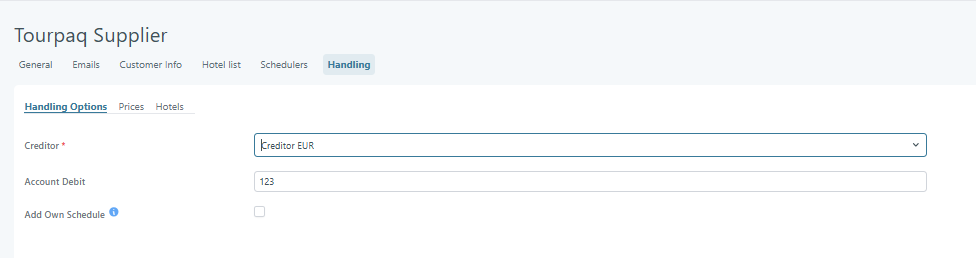 Tourpaq Supplier
General Emails Customer Info Hotel list Schedulers Handling
Handling Options Prices Hotels
Creditor * Creditor EUR
Account Debit 123
Add Own Schedule